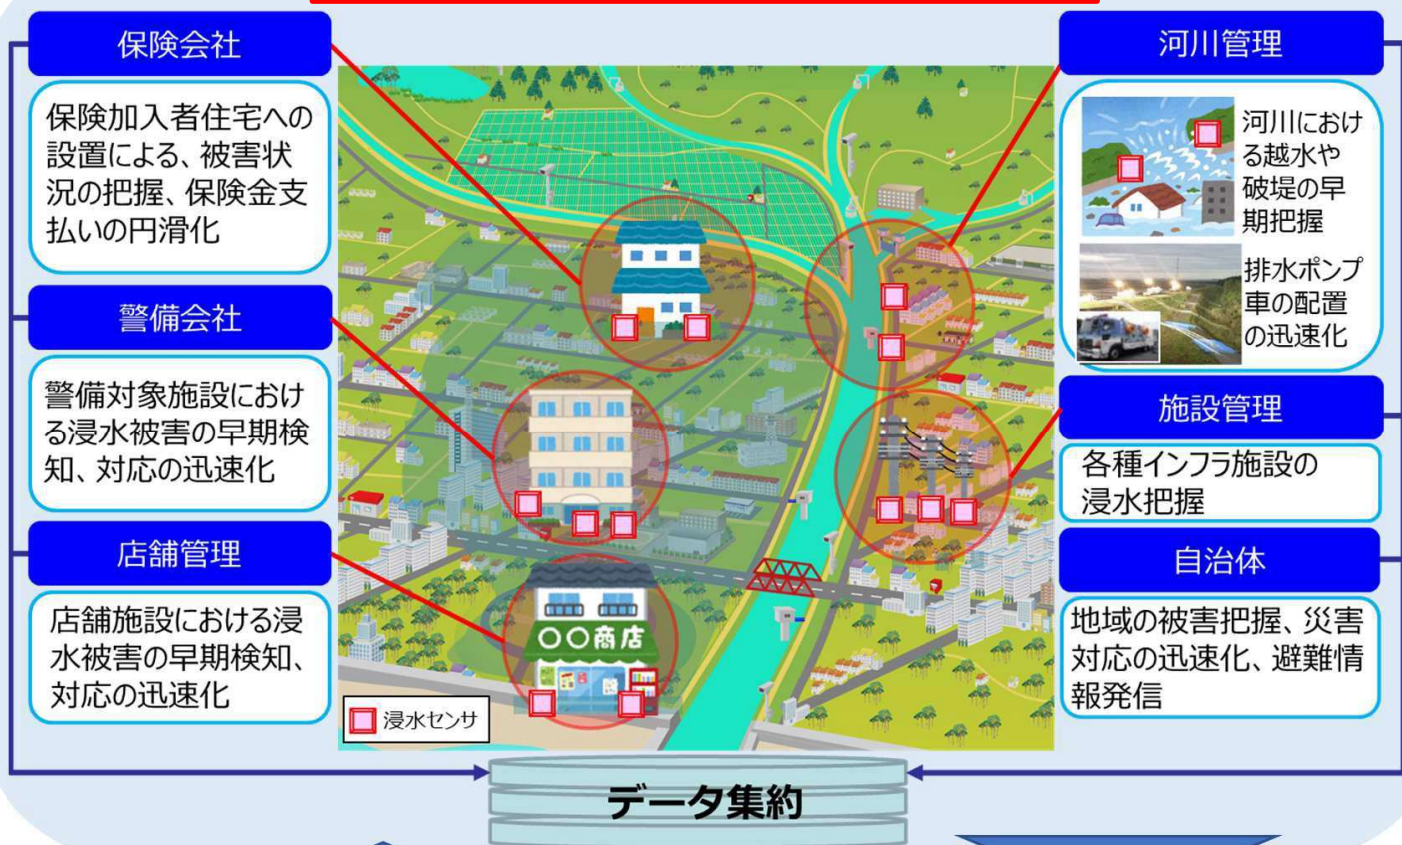 保険会社
保険加入者住宅への
設置による、被害状
況の把握、保険金支
払いの円滑化
警備会社
警備対象施設におけ
る浸水被害の早期検
知、対応の迅速化
店舗管理
店舗施設における浸
水被害の早期検知、
対応の迅速化
〇〇商店
浸水センサ
河川管理
河川におけ
る越水や
破堤の早
期把握
排水ポンプ
車の配置
の迅速化
施設管理
各種インフラ施設の
浸水把握
自治体
地域の被害把握、災害
対応の迅速化、避難情
報発信
データ集約